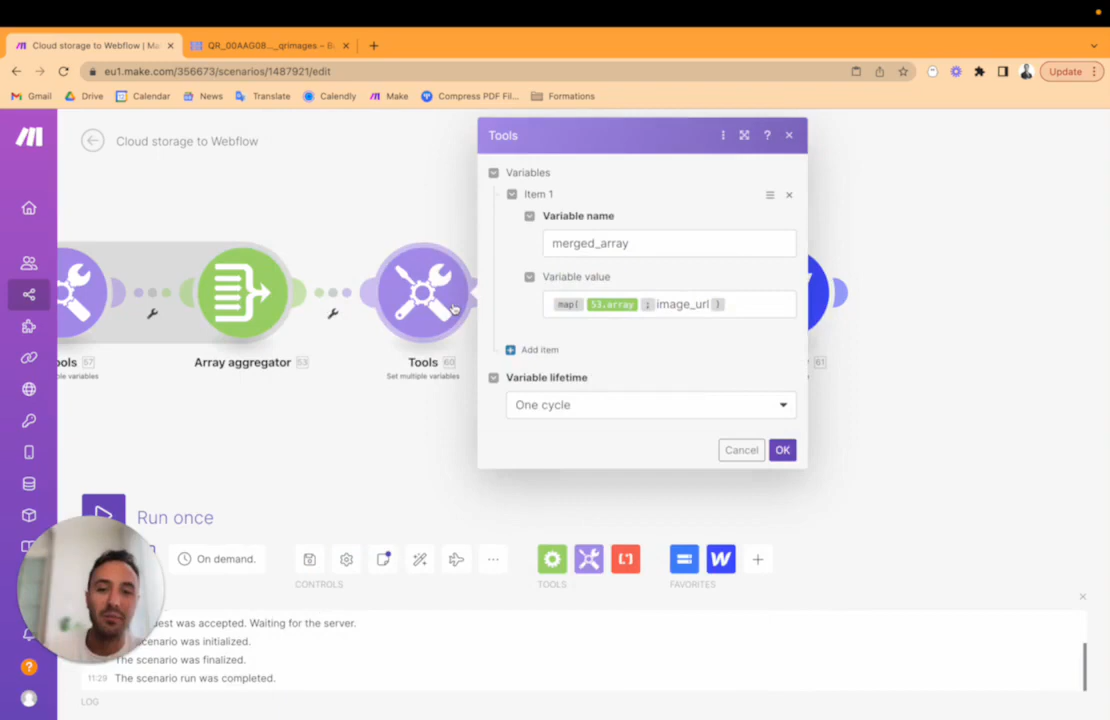 Cloud storage to Webflow | Ma
QR_00AAG08..._qrimages – B
eu1.make.com/356673/scenarios/1487921/edit
Update
Gmail
Drive
Calendar
News
Translate
Calendly
Make
Compress PDF Fil...
Formations
Cloud storage to Webflow
Tools
Variables
Item 1
Variable name
merged_array
Variable value
map( 53.array ; image_url )
Add item
Variable lifetime
One cycle
Cancel
OK
ools 57
ple variables
Array aggregator 53
Tools 60
Set multiple variables
61
Run once
On demand.
CONTROLS
TOOLS
FAVORITES
est was accepted. Waiting for the server.
cenario was initialized.
The scenario was finalized.
11:29 The scenario run was completed.
LOG